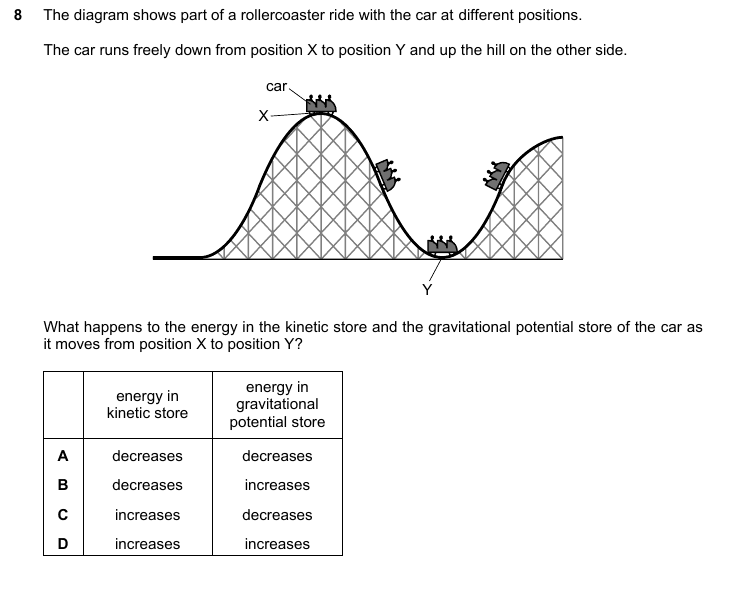 8 The diagram shows part of a rollercoaster ride with the car at different positions.
The car runs freely down from position X to position Y and up the hill on the other side.
car
X
Y
What happens to the energy in the kinetic store and the gravitational potential store of the car as
it moves from position X to position Y?
energy in
kinetic store
energy in
gravitational
potential store
A decreases decreases
B decreases increases
C increases decreases
D increases increases